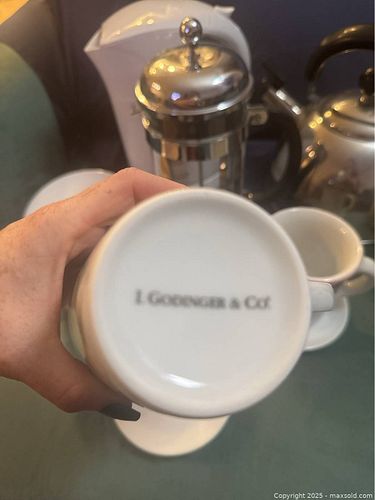 I. GODINGER & CO.
Copyright 2025 - maxsold.com